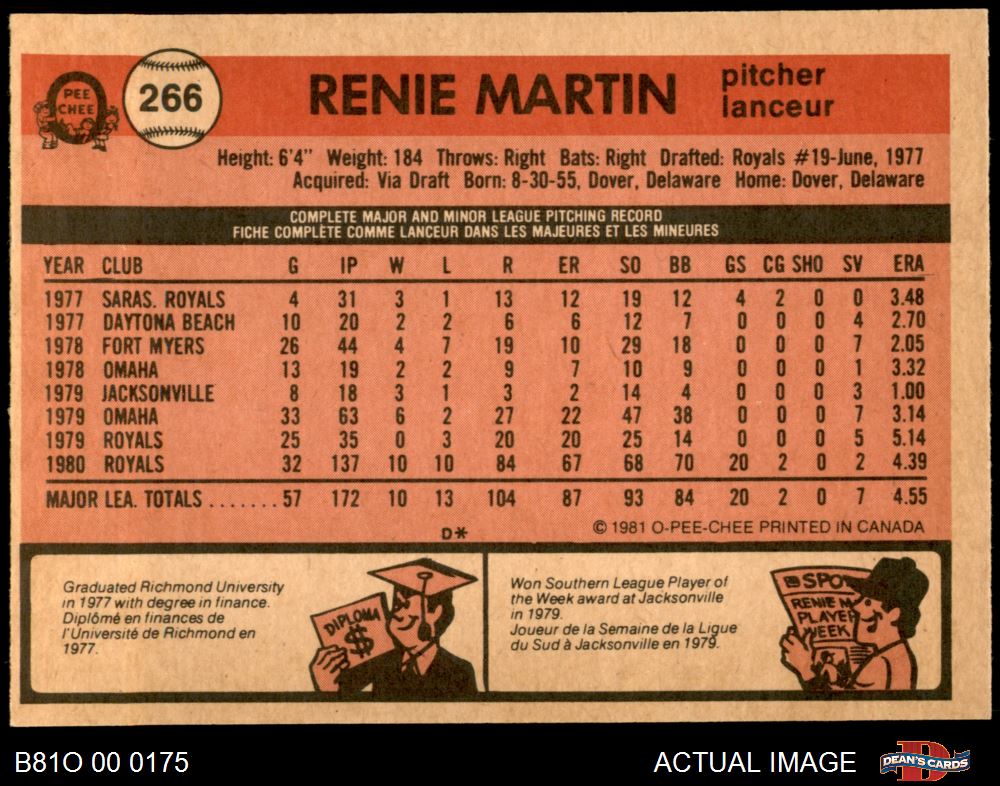 PEE
CHEE
266
RENIE MARTIN
pitcher
lanceur
Height: 6'4" Weight: 184 Throws: Right Bats: Right Drafted: Royals #19-June, 1977
Acquired: Via Draft Born: 8-30-55, Dover, Delaware Home: Dover, Delaware
COMPLETE MAJOR AND MINOR LEAGUE PITCHING RECORD
FICHE COMPLÈTE COMME LANCEUR DANS LES MAJEURES ET LES MINEURES
YEAR CLUB G IP W L R ER SO BB GS CG SHO SV ERA
1977 SARAS. ROYALS 4 31 3 1 13 12 19 12 4 2 0 0 3.48
1977 DAYTONA BEACH 10 20 2 2 6 6 12 7 0 0 0 4 2.70
1978 FORT MYERS 26 44 4 7 19 10 29 18 0 0 0 7 2.05
1978 OMAHA 13 19 2 2 9 7 10 9 0 0 0 1 3.32
1979 JACKSONVILLE 8 18 3 1 3 2 14 4 0 0 0 3 1.00
1979 OMAHA 33 63 6 2 27 22 47 38 0 0 0 7 3.14
1979 ROYALS 25 35 0 3 20 20 25 14 0 0 0 5 5.14
1980 ROYALS 32 137 10 10 84 67 68 70 20 2 0 2 4.39
MAJOR LEA. TOTALS ....... 57 172 10 13 104 87 93 84 20 2 0 7 4.55
D* © 1981 O-PEE-CHEE PRINTED IN CANADA
Graduated Richmond University
in 1977 with degree in finance.
Diplômé en finances de
l'Université de Richmond en
1977.
DIPLOMA
$
Won Southern League Player of
the Week award at Jacksonville
in 1979.
Joueur de la Semaine de la Ligue
du Sud à Jacksonville en 1979.
SPO
RENIE M
PLAYER
WEEK
B81O 00 0175
ACTUAL IMAGE
DEAN'S CARDS